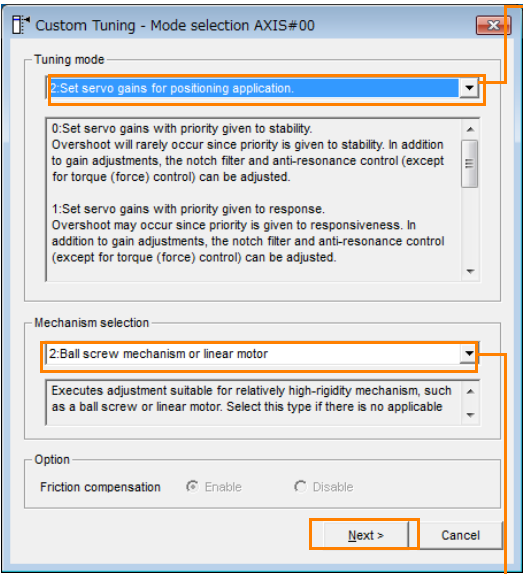 Custom Tuning - Mode selection AXIS#00
Tuning mode
2:Set servo gains for positioning application.
0:Set servo gains with priority given to stability.
Overshoot will rarely occur since priority is given to stability. In addition
to gain adjustments, the notch filter and anti-resonance control (except
for torque (force) control) can be adjusted.
1:Set servo gains with priority given to response.
Overshoot may occur since priority is given to responsiveness. In
addition to gain adjustments, the notch filter and anti-resonance control
(except for torque (force) control) can be adjusted.
Mechanism selection
2:Ball screw mechanism or linear motor
Executes adjustment suitable for relatively high-rigidity mechanism, such
as a ball screw or linear motor. Select this type if there is no applicable
Option
Friction compensation Enable Disable
Next > Cancel